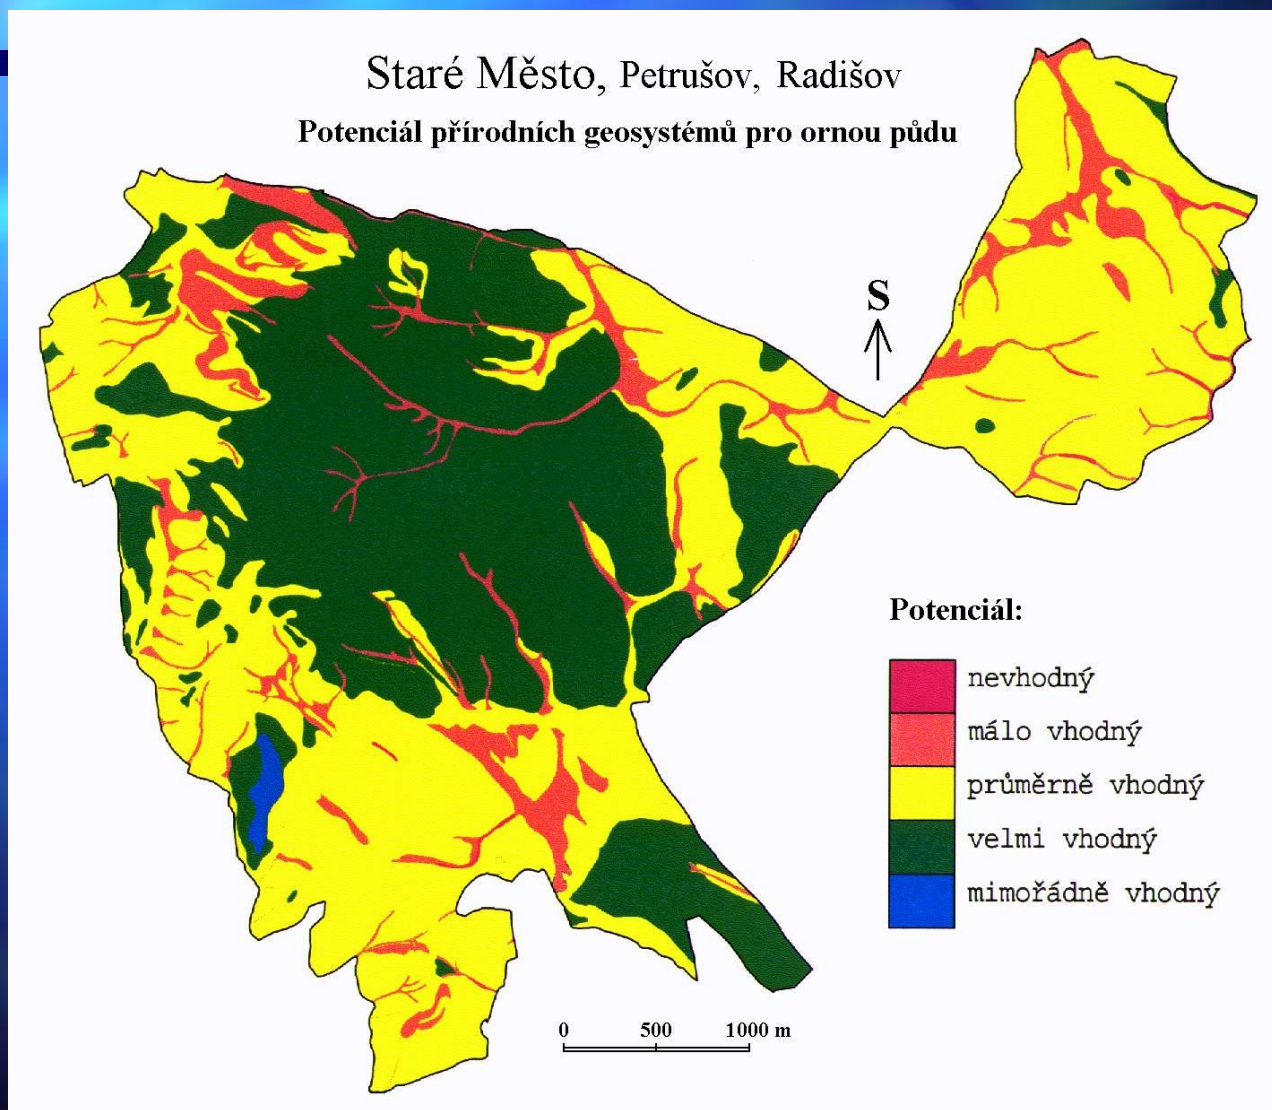 Staré Město, Petrušov, Radišov
Potenciál přírodních geosystémů pro ornou půdu
S
Potenciál:
nevhodný
málo vhodný
průměrně vhodný
velmi vhodný
mimořádně vhodný
0 500 1000 m